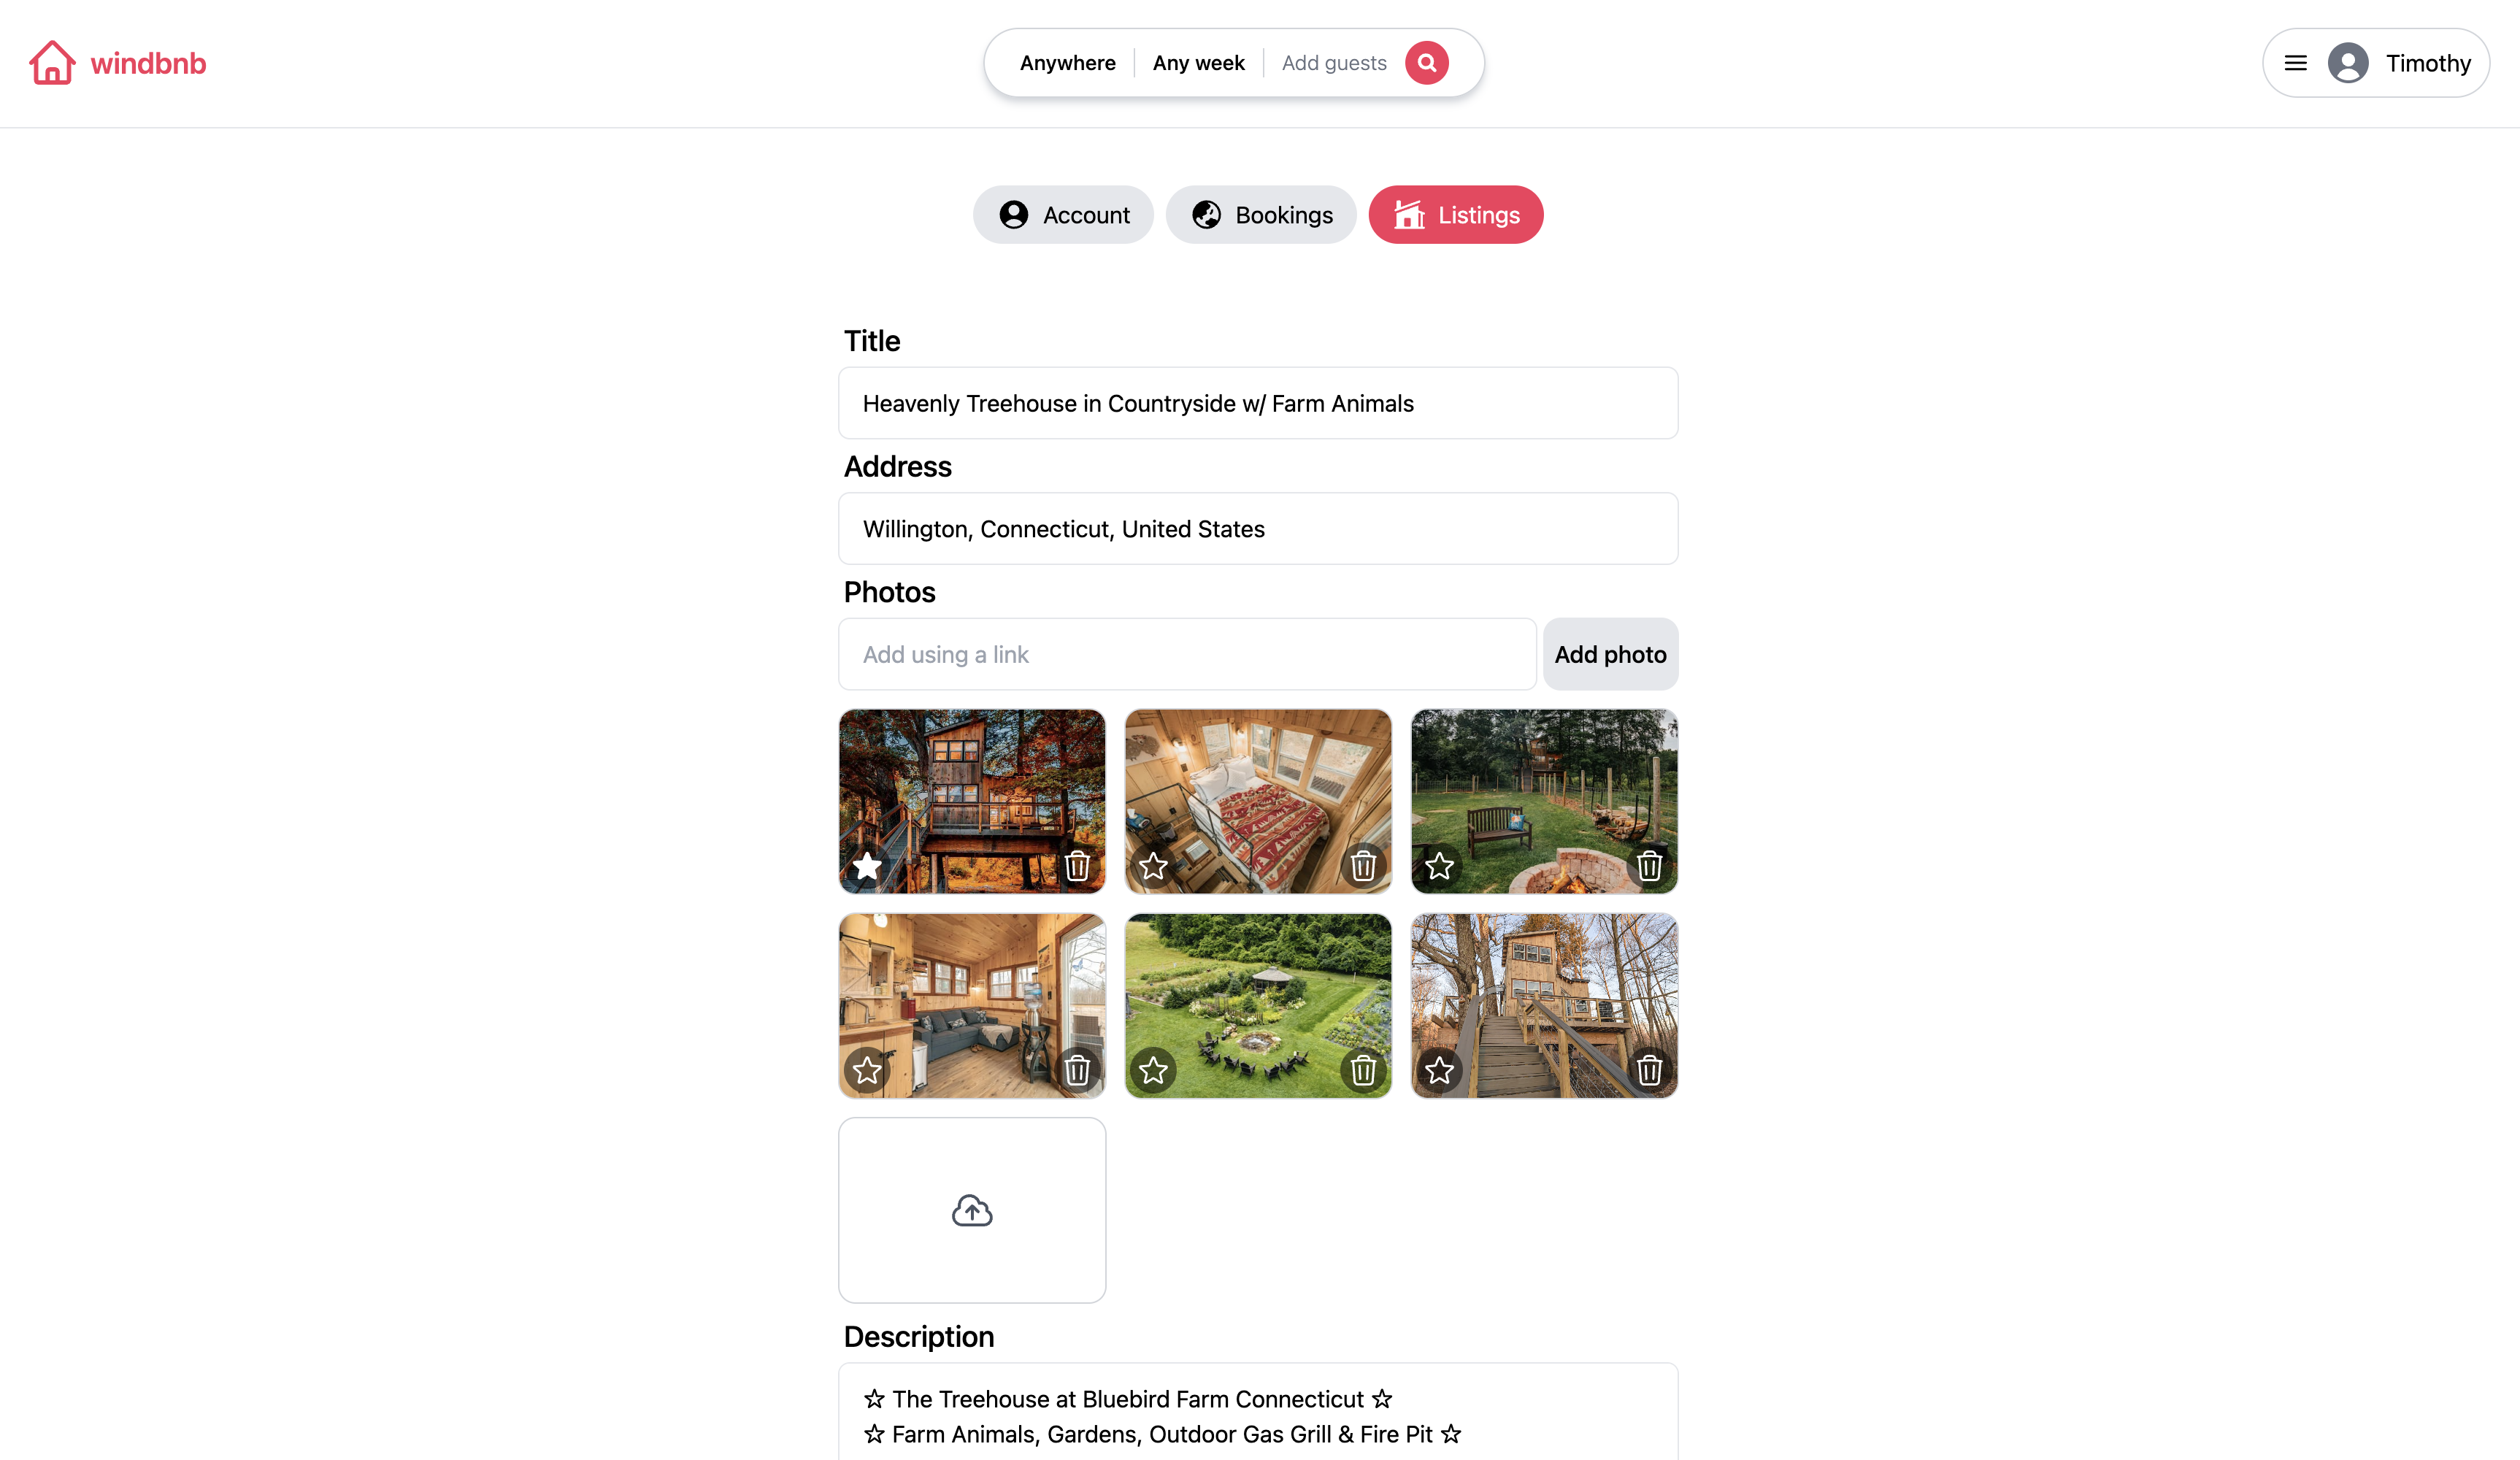 windbnb
Anywhere
Any week
Add guests
Timothy
Account
Bookings
Listings
Title
Heavenly Treehouse in Countryside w/ Farm Animals
Address
Willington, Connecticut, United States
Photos
Add using a link
Add photo
Description
☆ The Treehouse at Bluebird Farm Connecticut ☆
☆ Farm Animals, Gardens, Outdoor Gas Grill & Fire Pit ☆